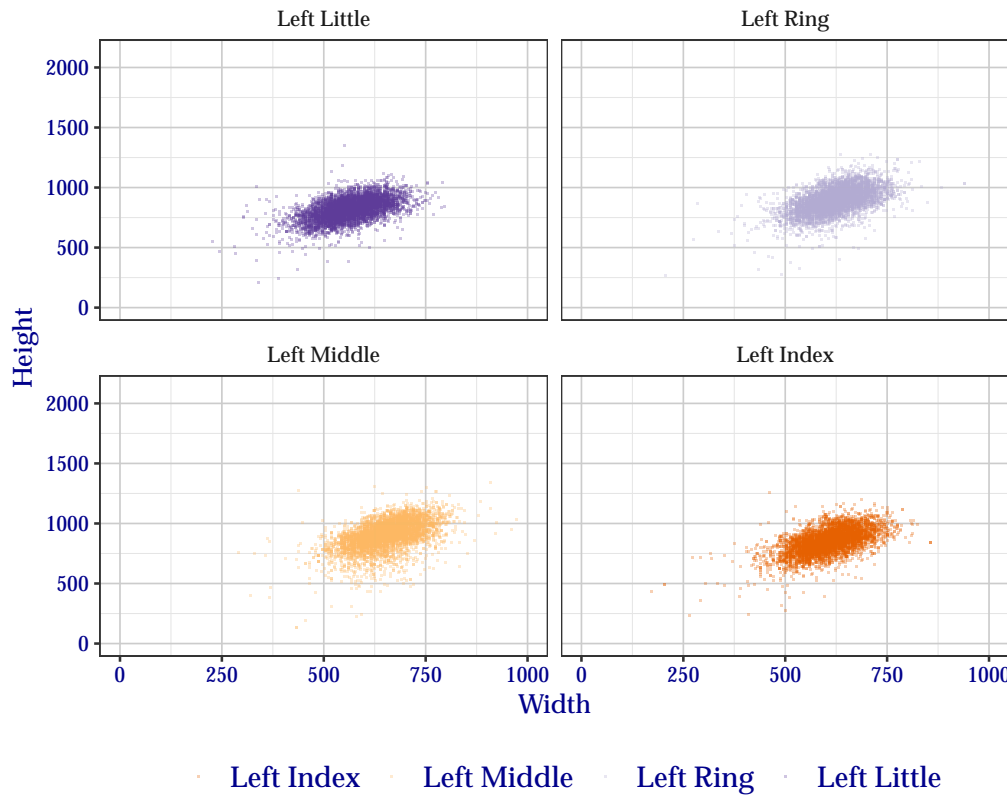 Left Little
Left Ring
2000
1500
1000
500
0
Height
Left Middle
Left Index
2000
1500
1000
500
0
0 250 500 750 1000 0 250 500 750 1000
Width
Left Index Left Middle Left Ring Left Little